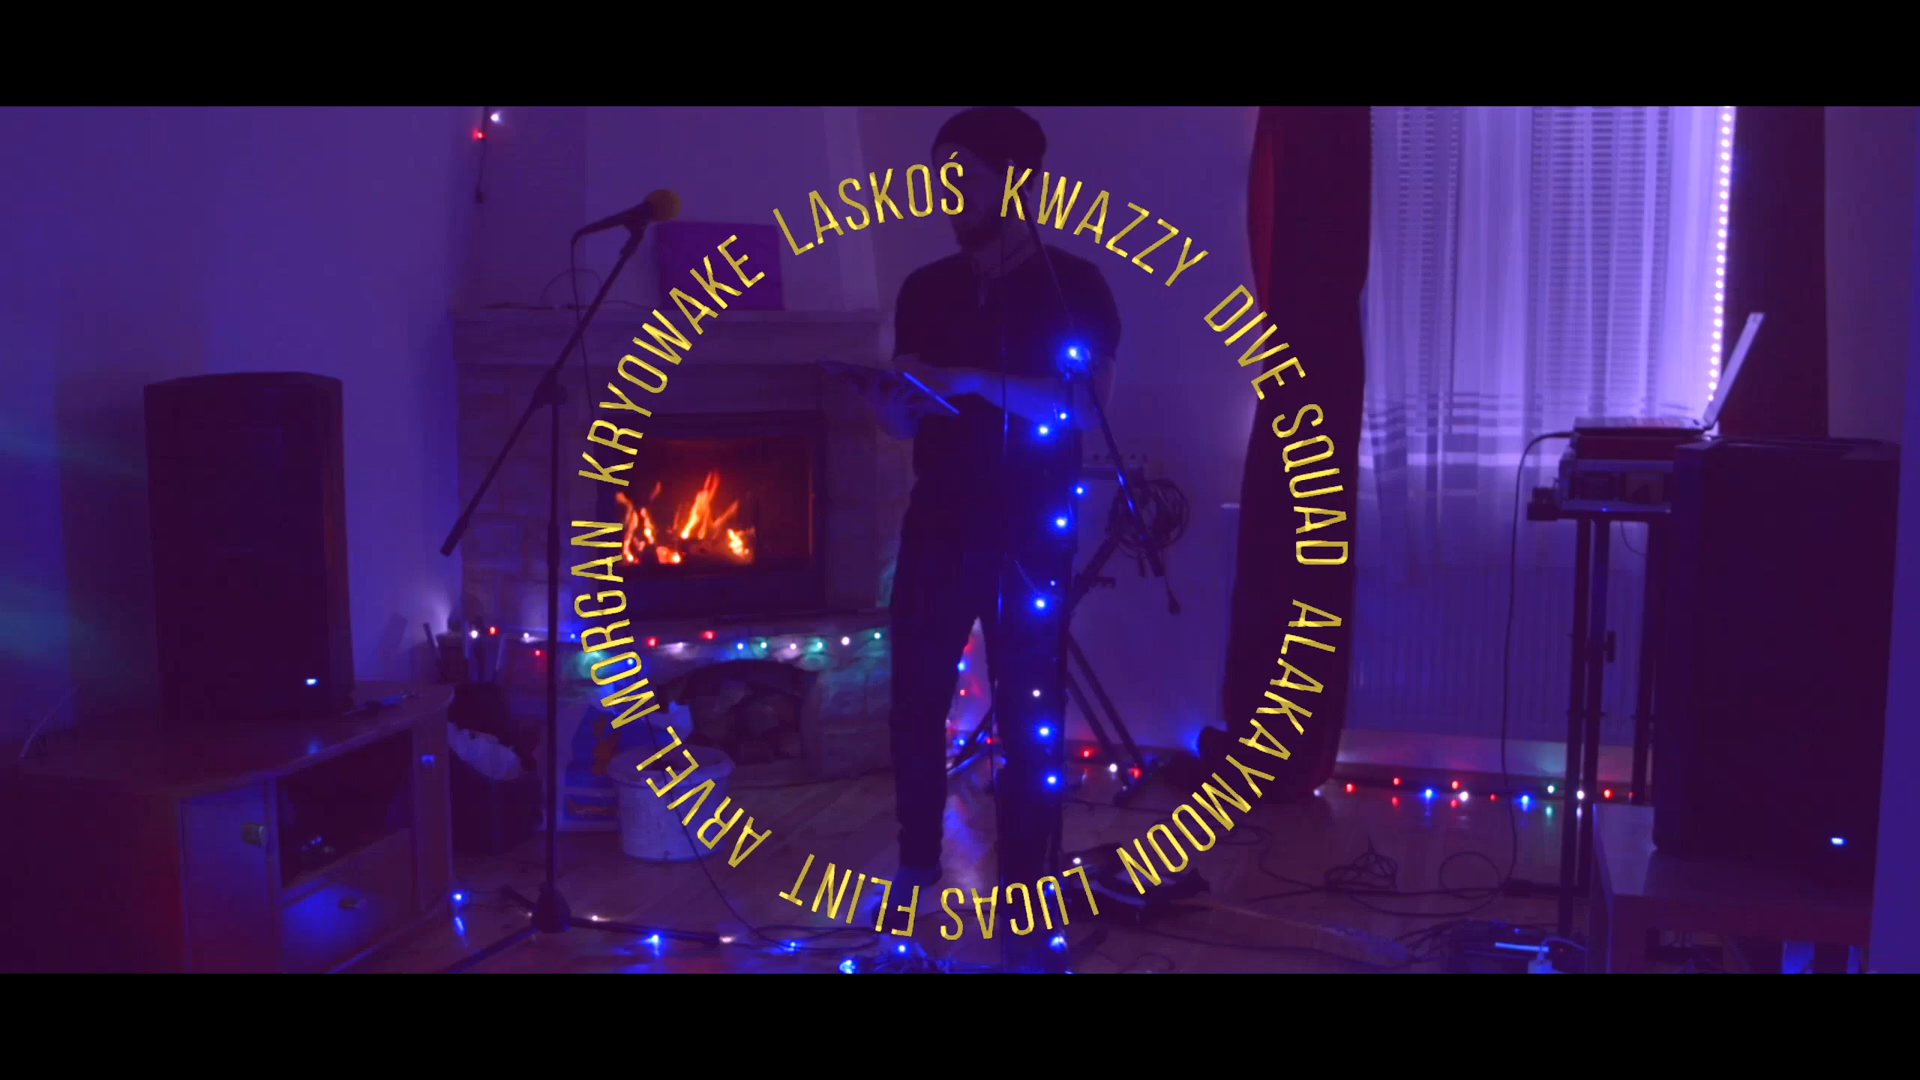 LASKOŚ
KWAZZY
DIVE SQUAD
ALAKAYMOON
LUCAS FLINT
ARVEL MORGAN
KRYOWAKE